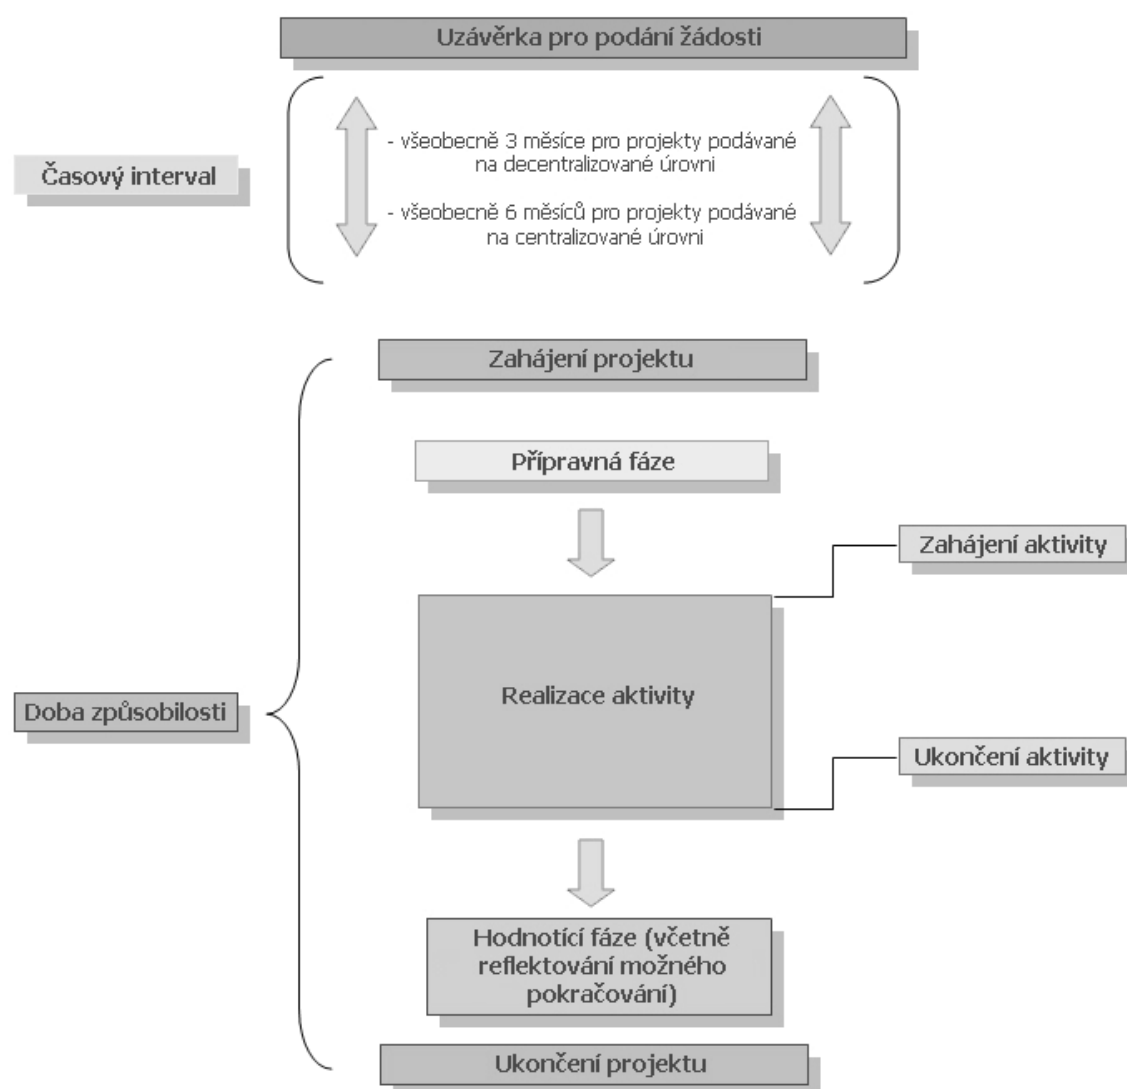 Uzávěrka pro podání žádosti
- všeobecně 3 měsíce pro projekty podávané
na decentralizované úrovni
Časový interval
- všeobecně 6 měsíců pro projekty podávané
na centralizované úrovni
Zahájení projektu
Přípravná fáze
Zahájení aktivity
Realizace aktivity
Doba způsobilosti
Ukončení aktivity
Hodnotící fáze (včetně
reflektování možného
pokračování)
Ukončení projektu